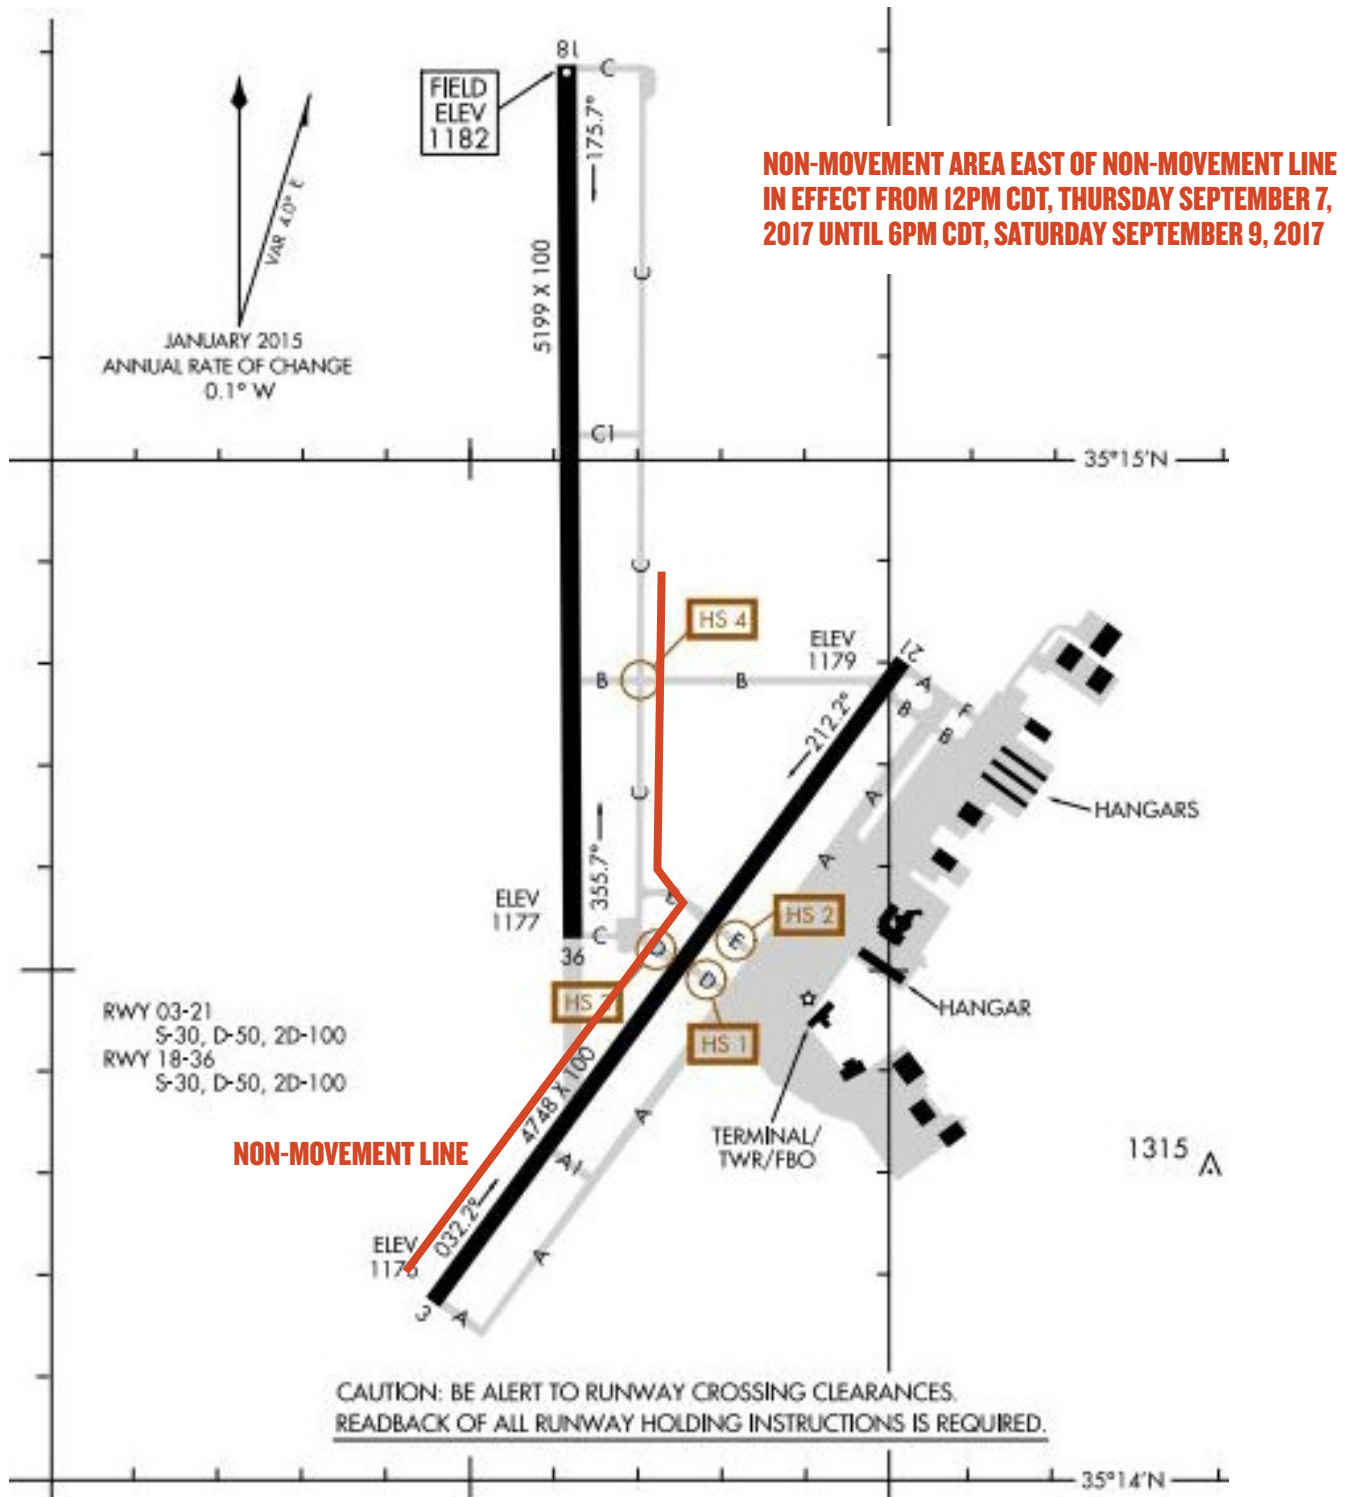 18
C
FIELD
ELEV
1182
175.7°
NON-MOVEMENT AREA EAST OF NON-MOVEMENT LINE
IN EFFECT FROM 12PM CDT, THURSDAY SEPTEMBER 7,
2017 UNTIL 6PM CDT, SATURDAY SEPTEMBER 9, 2017
VAR 4.0° E
5199 X 100
C
JANUARY 2015
ANNUAL RATE OF CHANGE
0.1° W
C1
35°15'N
C
HS 4
ELEV
1179
21
B
B
A
B
F
B
212.2°
C
A
HANGARS
A
355.7°
ELEV
1177
C
36
HS 2
E
D
HS
HS 1
HANGAR
RWY 03-21
S-30, D-50, 2D-100
RWY 18-36
S-30, D-50, 2D-100
4748 X 100
A
TERMINAL/
TWR/FBO
1315
NON-MOVEMENT LINE
A1
032.2°
ELEV
A
3
A
CAUTION: BE ALERT TO RUNWAY CROSSING CLEARANCES.
READBACK OF ALL RUNWAY HOLDING INSTRUCTIONS IS REQUIRED.
35°14'N